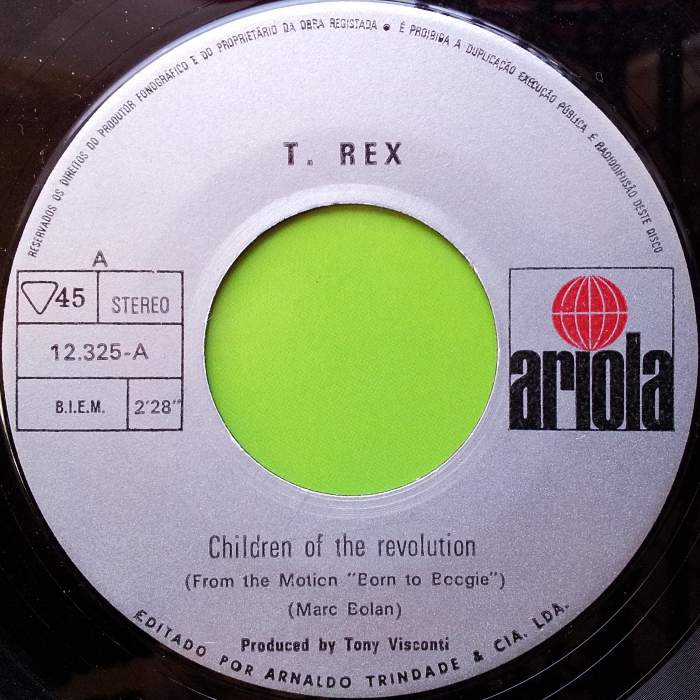 RESERVADOS OS DIREITOS DO PRODUTOR FONOGRÁFICO E DO PROPRIETÁRIO DA OBRA REGISTADA • É PROIBIDA A DUPLICAÇÃO EXECUÇÃO PÚBLICA E RADIODIFUSÃO DESTE DISCO
T. REX
A
45 STEREO
12.325-A
B.I.E.M. 2'28"
ariola
Children of the revolution
(From the Motion "Born to Boogie")
(Marc Bolan)
Produced by Tony Visconti
EDITADO POR ARNALDO TRINDADE & CIA. LDA.